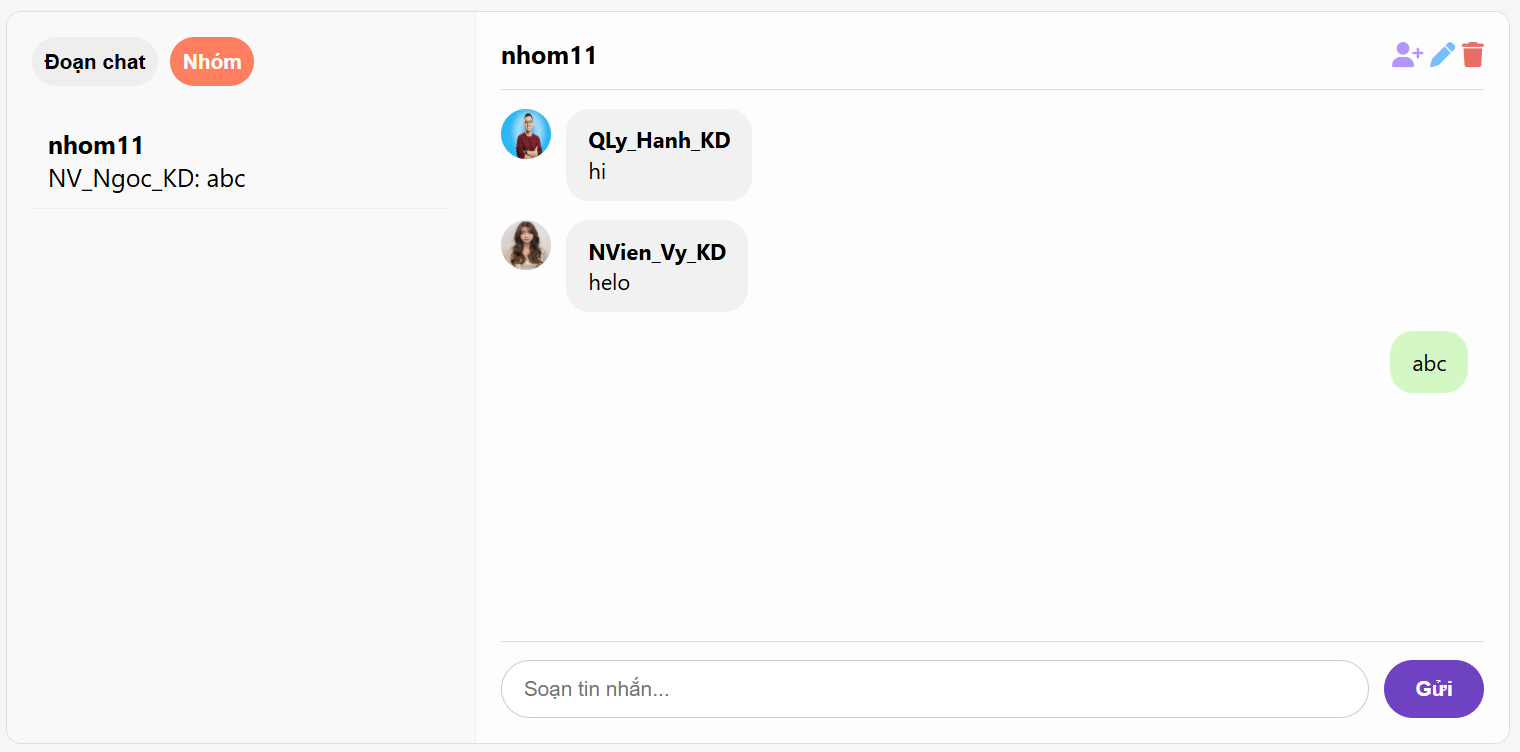 Đoạn chat
Nhóm
nhom11
NV_Ngoc_KD: abc
nhom11
QLy_Hanh_KD
hi
NVien_Vy_KD
helo
abc
Soạn tin nhắn...
Gửi